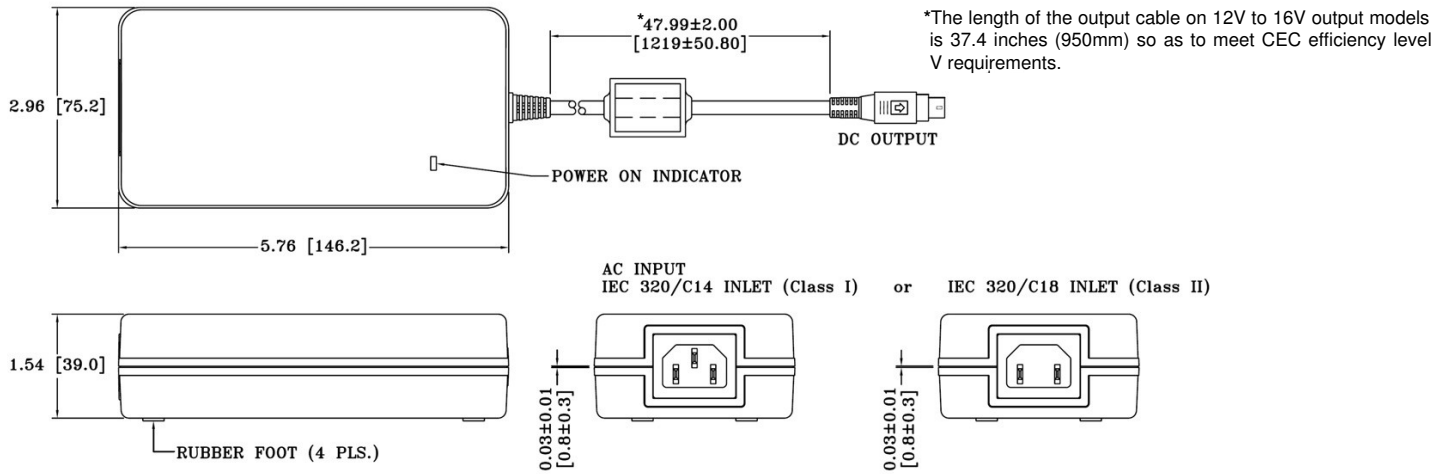 *47.99±2.00
[1219±50.80]
*The length of the output cable on 12V to 16V output models
is 37.4 inches (950mm) so as to meet CEC efficiency level
V requirements.
2.96 [75.2]
DC OUTPUT
POWER ON INDICATOR
5.76 [146.2]
AC INPUT
IEC 320/C14 INLET (Class I) or IEC 320/C18 INLET (Class II)
1.54 [39.0]
0.03±0.01
[0.8±0.3]
0.03±0.01
[0.8±0.3]
RUBBER FOOT (4 PLS.)